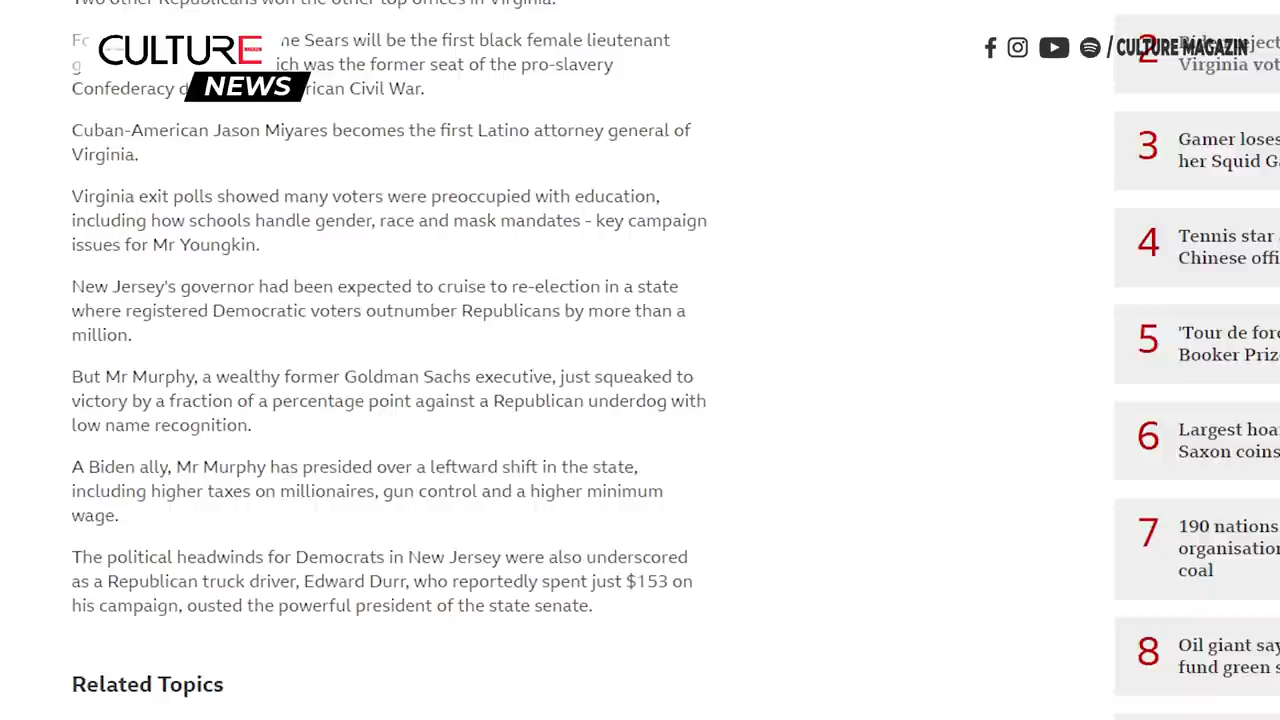 Two other Republicans won the other top offices in Virginia.
ne Sears will be the first black female lieutenant
ich was the former seat of the pro-slavery
Confederacy d rican Civil War.
CULTURE
NEWS
/ CULTURE MAGAZIN
Cuban-American Jason Miyares becomes the first Latino attorney general of
Virginia.
Virginia exit polls showed many voters were preoccupied with education,
including how schools handle gender, race and mask mandates - key campaign
issues for Mr Youngkin.
New Jersey's governor had been expected to cruise to re-election in a state
where registered Democratic voters outnumber Republicans by more than a
million.
But Mr Murphy, a wealthy former Goldman Sachs executive, just squeaked to
victory by a fraction of a percentage point against a Republican underdog with
low name recognition.
A Biden ally, Mr Murphy has presided over a leftward shift in the state,
including higher taxes on millionaires, gun control and a higher minimum
wage.
The political headwinds for Democrats in New Jersey were also underscored
as a Republican truck driver, Edward Durr, who reportedly spent just $153 on
his campaign, ousted the powerful president of the state senate.
Related Topics
2
Virginia vot
3
Gamer loses
her Squid G
4
Tennis star
Chinese offi
5
'Tour de forc
Booker Priz
6
Largest hoa
Saxon coins
7
190 nations
organisation
coal
8
Oil giant say
fund green s